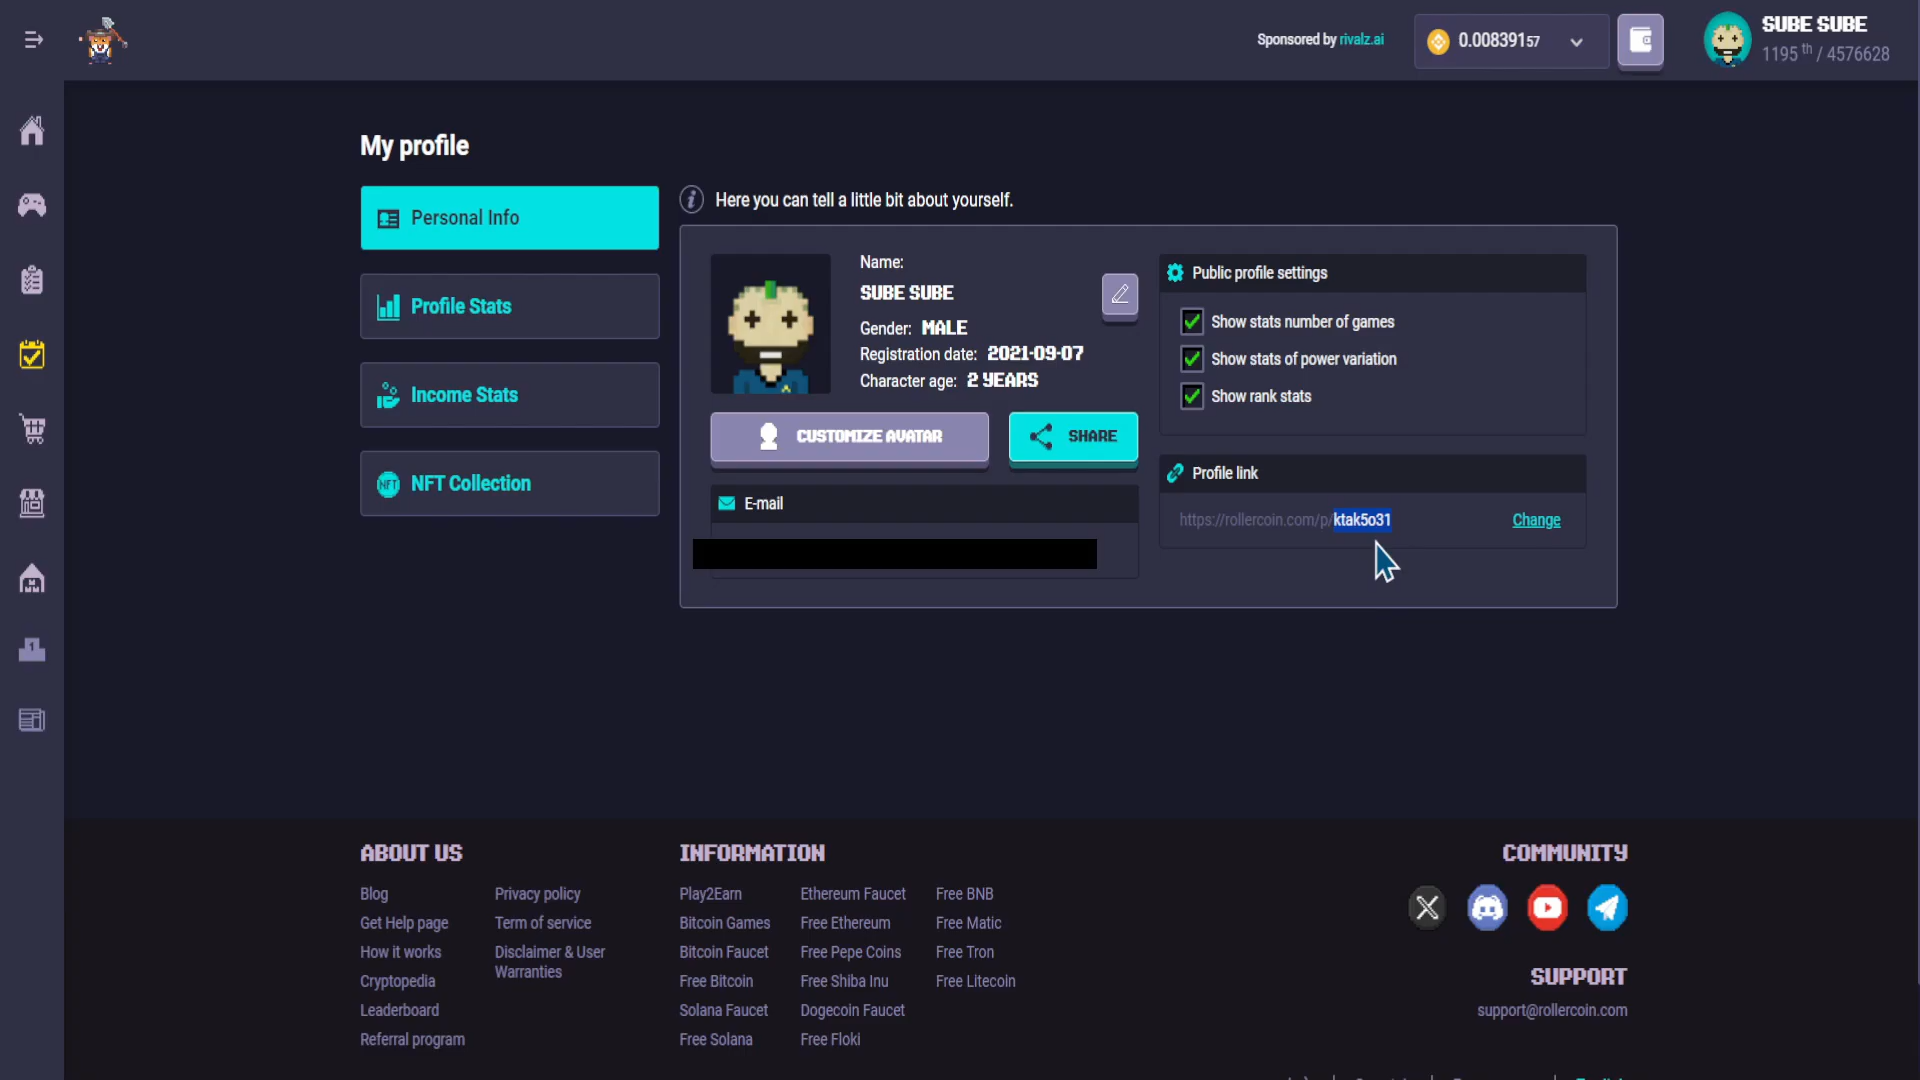 Sponsored by rivalz.ai
0.00839157
SUBE SUBE
1195 th / 4576628
My profile
Personal Info
Profile Stats
Income Stats
NFT
NFT Collection
Here you can tell a little bit about yourself.
Name:
SUBE SUBE
Gender: MALE
Registration date: 2021-09-07
Character age: 2 YEARS
CUSTOMIZE AVATAR
SHARE
E-mail
Public profile settings
Show stats number of games
Show stats of power variation
Show rank stats
Profile link
https://rollercoin.com/p/ktak5o31
Change
ABOUT US
Blog
Get Help page
How it works
Cryptopedia
Leaderboard
Referral program
Privacy policy
Term of service
Disclaimer & User
Warranties
INFORMATION
Play2Earn
Bitcoin Games
Bitcoin Faucet
Free Bitcoin
Solana Faucet
Free Solana
Ethereum Faucet
Free Ethereum
Free Pepe Coins
Free Shiba Inu
Dogecoin Faucet
Free Floki
Free BNB
Free Matic
Free Tron
Free Litecoin
COMMUNITY
SUPPORT
support@rollercoin.com